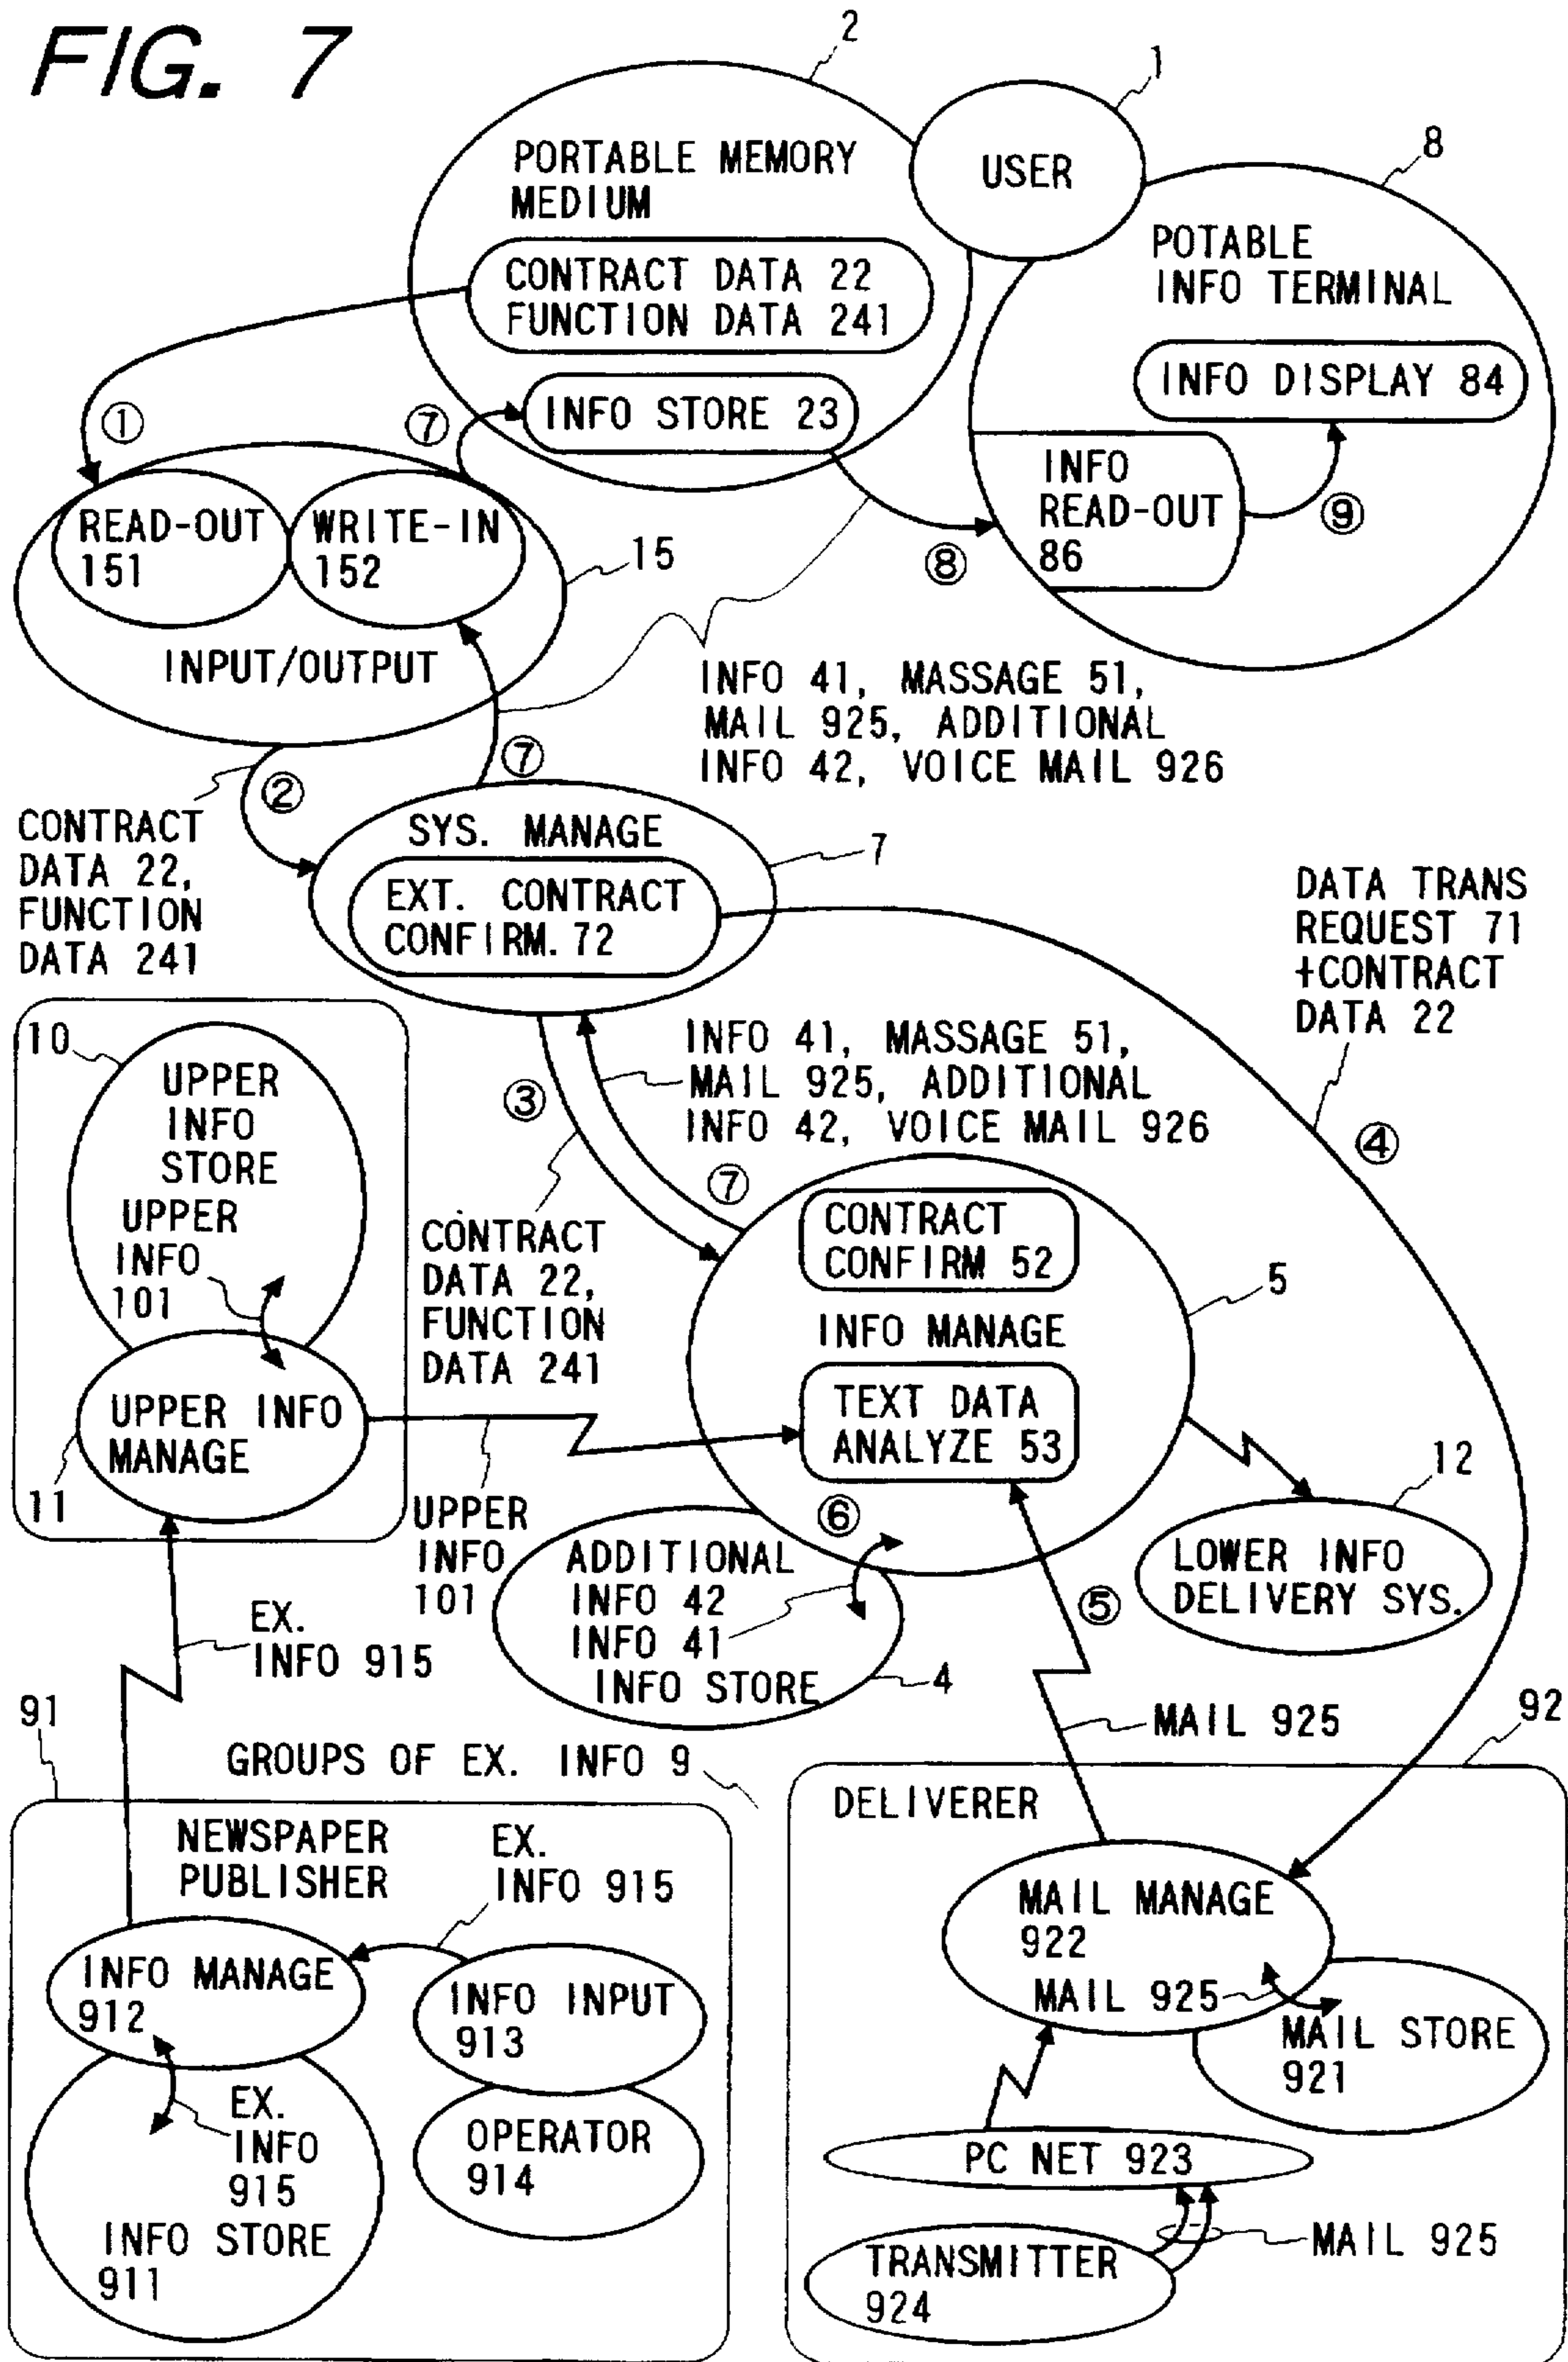 FIG. 7
2
1
8
PORTABLE MEMORY
MEDIUM
USER
POTABLE
INFO TERMINAL
CONTRACT DATA 22
FUNCTION DATA 241
INFO DISPLAY 84
①
⑦
INFO STORE 23
INFO
READ-OUT
86
⑨
⑧
READ-OUT
151
WRITE-IN
152
15
INPUT/OUTPUT
INFO 41, MASSAGE 51,
MAIL 925, ADDITIONAL
INFO 42, VOICE MAIL 926
②
⑦
CONTRACT
DATA 22,
FUNCTION
DATA 241
SYS. MANAGE
7
EXT. CONTRACT
CONFIRM. 72
DATA TRANS
REQUEST 71
+CONTRACT
DATA 22
10
UPPER
INFO
STORE
UPPER
INFO
101
③
INFO 41, MASSAGE 51,
MAIL 925, ADDITIONAL
INFO 42, VOICE MAIL 926
④
⑦
CONTRACT
DATA 22,
FUNCTION
DATA 241
CONTRACT
CONFIRM 52
5
INFO MANAGE
UPPER INFO
MANAGE
11
TEXT DATA
ANALYZE 53
12
UPPER
INFO
101
⑥
ADDITIONAL
INFO 42
INFO 41
INFO STORE
4
⑤
LOWER INFO
DELIVERY SYS.
EX.
INFO 915
MAIL 925
91
GROUPS OF EX. INFO 9
92
NEWSPAPER
PUBLISHER
EX.
INFO 915
DELIVERER
INFO MANAGE
912
INFO INPUT
913
MAIL MANAGE
922
MAIL 925
MAIL STORE
921
EX.
INFO
915
OPERATOR
914
INFO STORE
911
PC NET 923
MAIL 925
TRANSMITTER
924